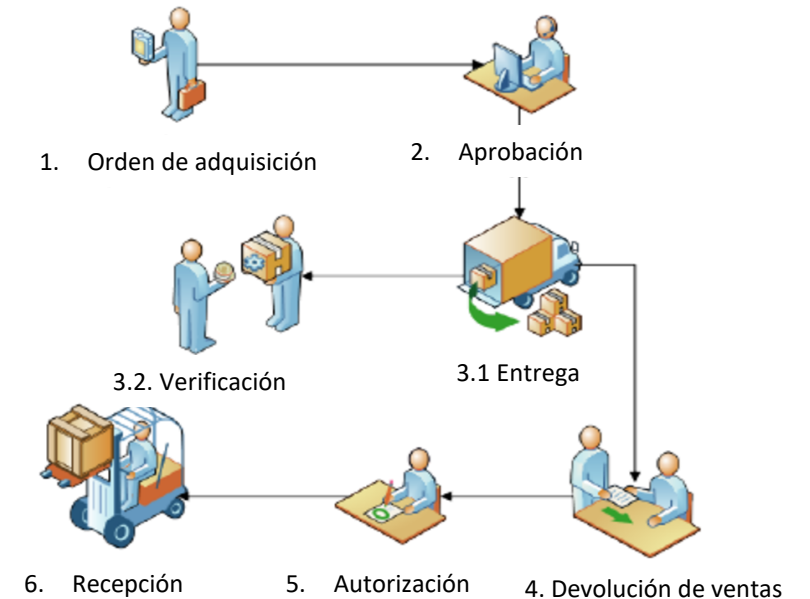 1. Orden de adquisición
2. Aprobación
3.2. Verificación
3.1 Entrega
6. Recepción
5. Autorización
4. Devolución de ventas